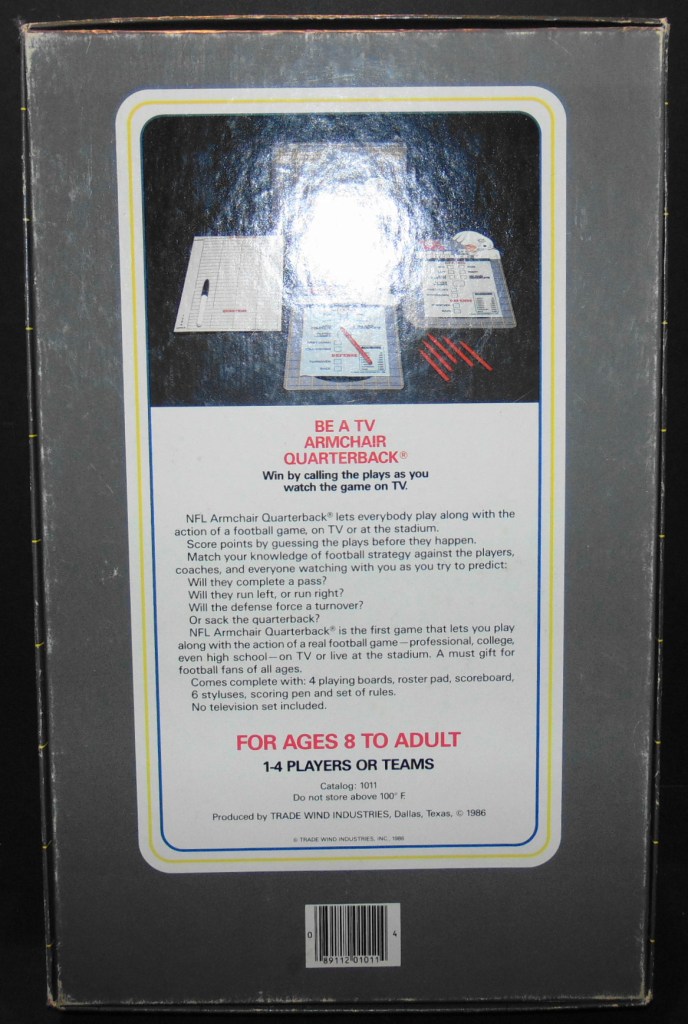 BE A TV
ARMCHAIR
QUARTERBACK®
Win by calling the plays as you
watch the game on TV.
NFL Armchair Quarterback® lets everybody play along with the
action of a football game, on TV or at the stadium.
Score points by guessing the plays before they happen.
Match your knowledge of football strategy against the players,
coaches, and everyone watching with you as you try to predict:
Will they complete a pass?
Will they run left, or run right?
Will the defense force a turnover?
Or sack the quarterback?
NFL Armchair Quarterback® is the first game that lets you play
along with the action of a real football game—professional, college,
even high school—on TV or live at the stadium. A must gift for
football fans of all ages.
Comes complete with: 4 playing boards, roster pad, scoreboard,
6 styluses, scoring pen and set of rules.
No television set included.
FOR AGES 8 TO ADULT
1-4 PLAYERS OR TEAMS
Catalog: 1011
Do not store above 100° F.
Produced by TRADE WIND INDUSTRIES, Dallas, Texas, © 1986
© TRADE WIND INDUSTRIES, INC. 1986
0 89112 01011 4